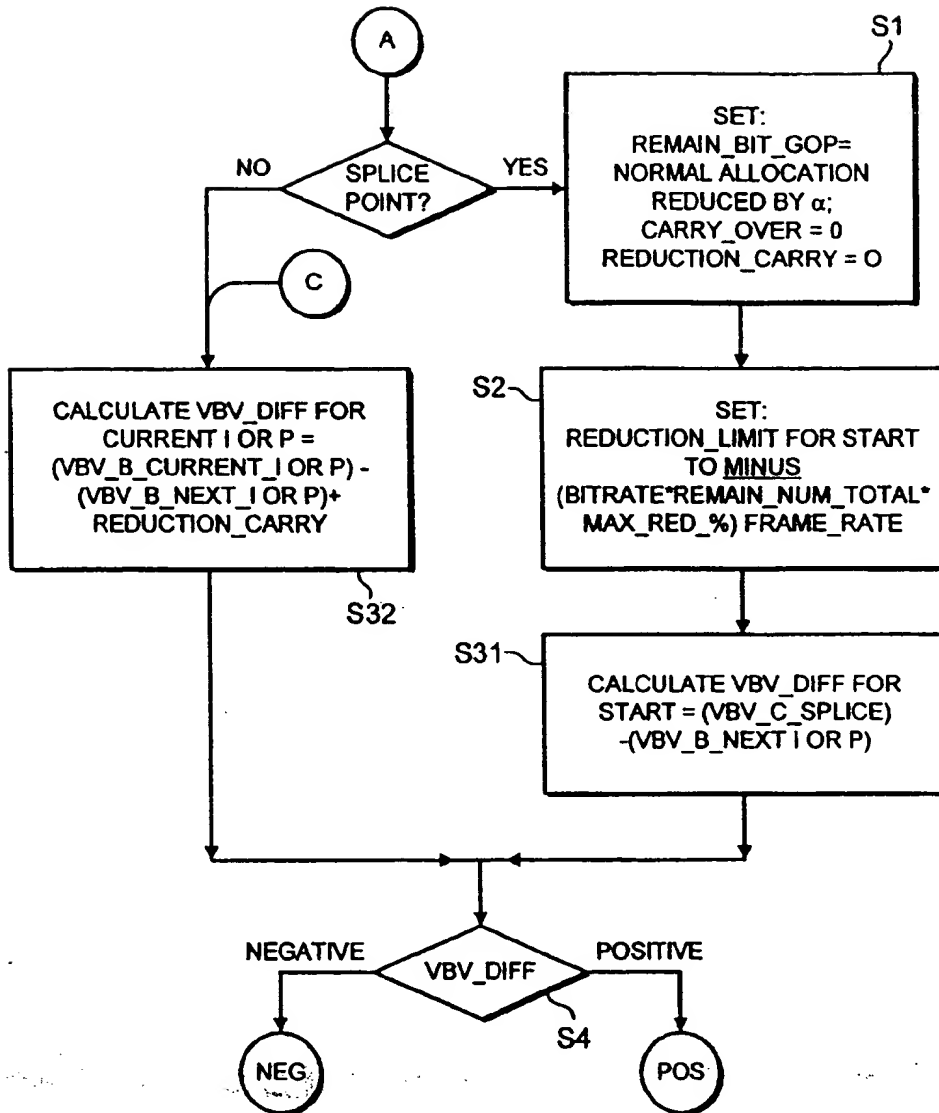 A
S1
SPLICE
POINT?
NO
YES
SET:
REMAIN_BIT_GOP=
NORMAL ALLOCATION
REDUCED BY α;
CARRY_OVER = 0
REDUCTION_CARRY = O
C
S2
SET:
REDUCTION_LIMIT FOR START
TO MINUS
(BITRATE*REMAIN_NUM_TOTAL*
MAX_RED_%) FRAME_RATE
CALCULATE VBV_DIFF FOR
CURRENT I OR P =
(VBV_B_CURRENT_I OR P) -
(VBV_B_NEXT_I OR P)+
REDUCTION_CARRY
S32
S31
CALCULATE VBV_DIFF FOR
START = (VBV_C_SPLICE)
-(VBV_B_NEXT I OR P)
NEGATIVE
VBV_DIFF
POSITIVE
S4
NEG
POS